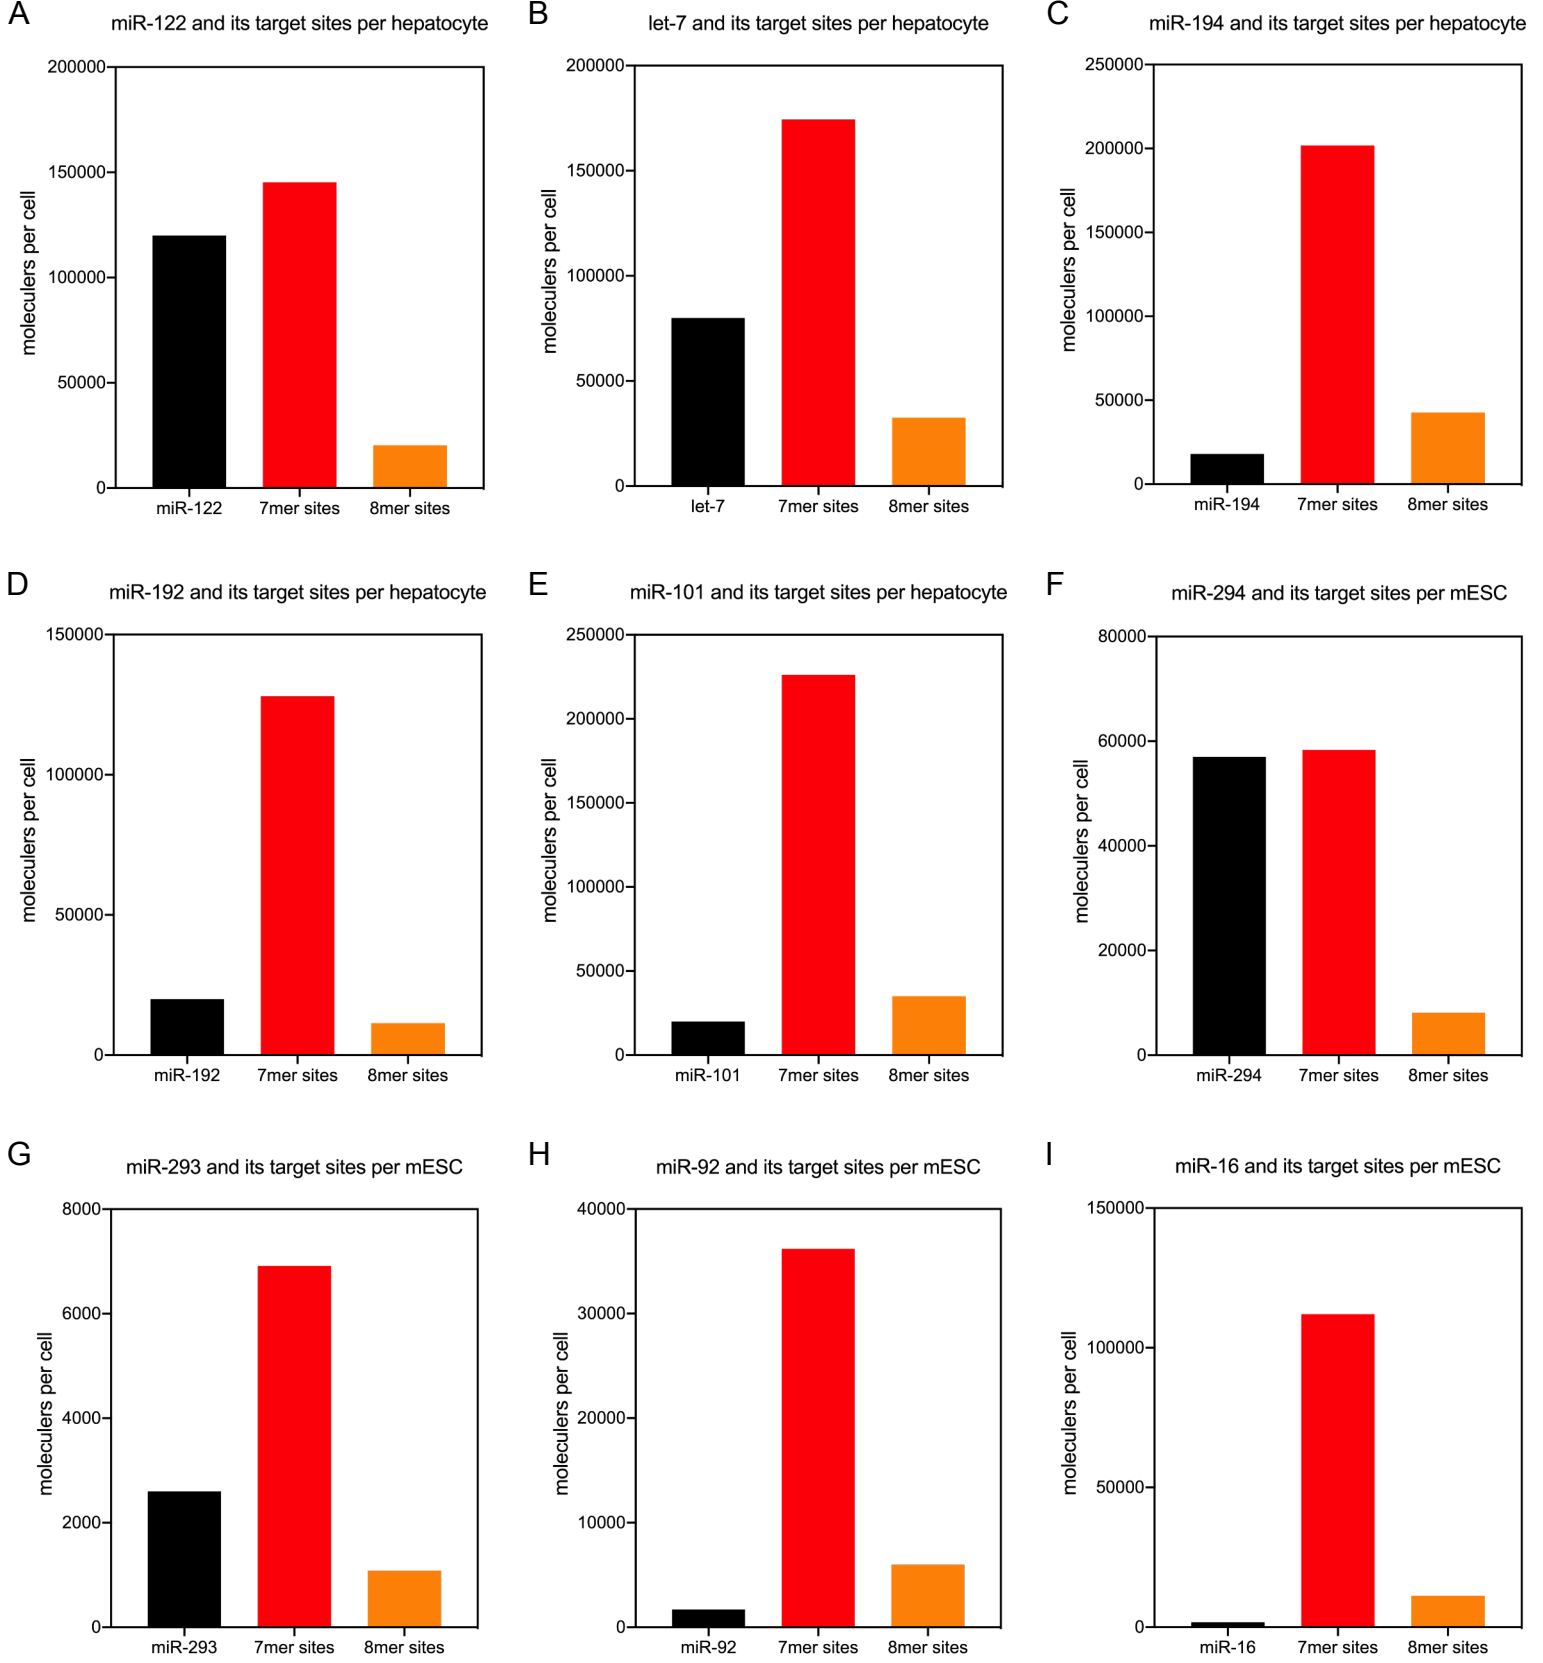 A
miR-122 and its target sites per hepatocyte
moleculers per cell
200000
150000
100000
50000
0
miR-122 7mer sites 8mer sites
B
let-7 and its target sites per hepatocyte
moleculers per cell
200000
150000
100000
50000
0
let-7 7mer sites 8mer sites
C
miR-194 and its target sites per hepatocyte
moleculers per cell
250000
200000
150000
100000
50000
0
miR-194 7mer sites 8mer sites
D
miR-192 and its target sites per hepatocyte
moleculers per cell
150000
100000
50000
0
miR-192 7mer sites 8mer sites
E
miR-101 and its target sites per hepatocyte
moleculers per cell
250000
200000
150000
100000
50000
0
miR-101 7mer sites 8mer sites
F
miR-294 and its target sites per mESC
moleculers per cell
80000
60000
40000
20000
0
miR-294 7mer sites 8mer sites
G
miR-293 and its target sites per mESC
moleculers per cell
8000
6000
4000
2000
0
miR-293 7mer sites 8mer sites
H
miR-92 and its target sites per mESC
moleculers per cell
40000
30000
20000
10000
0
miR-92 7mer sites 8mer sites
I
miR-16 and its target sites per mESC
moleculers per cell
150000
100000
50000
0
miR-16 7mer sites 8mer sites